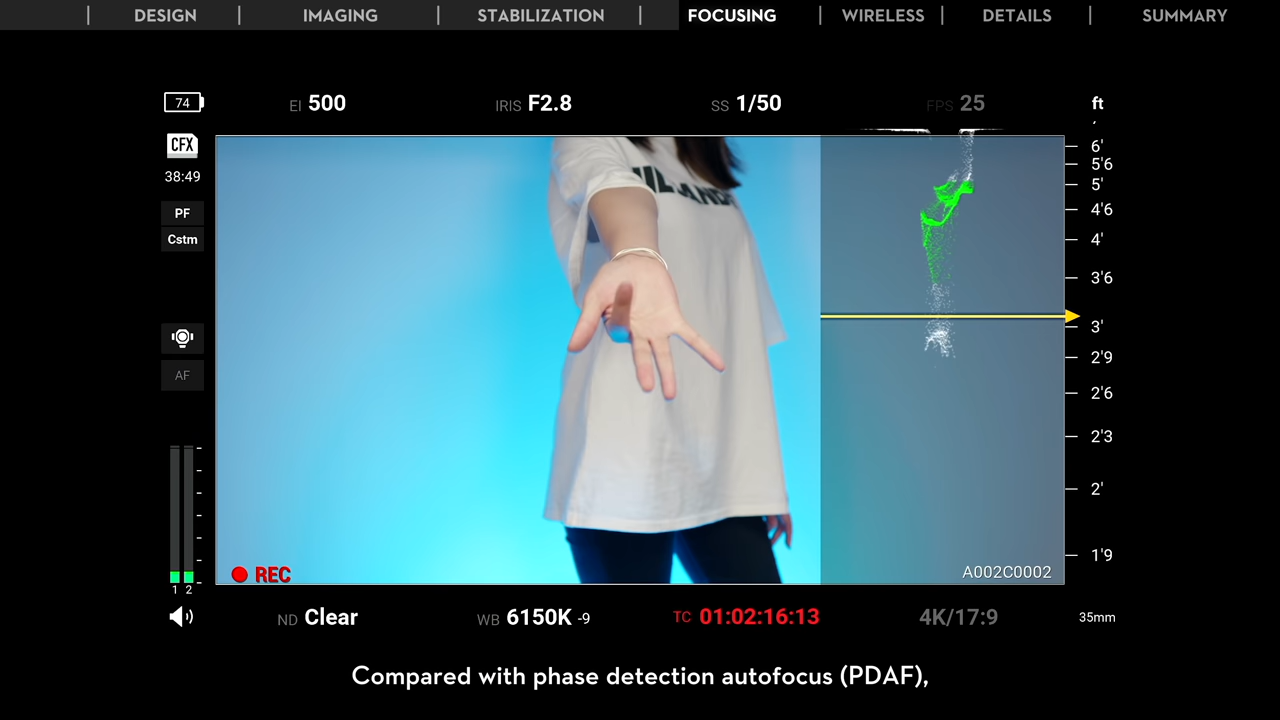 DESIGN | IMAGING | STABILIZATION | FOCUSING | WIRELESS | DETAILS | SUMMARY
74 EI 500 IRIS F2.8 SS 1/50 FPS 25 ft
CFX
38:49
PF
Cstm
AF
6'
5'6
5'
4'6
4'
3'6
3'
2'9
2'6
2'3
2'
1'9
1 2
REC
A002C0002
ND Clear WB 6150K -9 TC 01:02:16:13 4K/17:9 35mm
Compared with phase detection autofocus (PDAF),